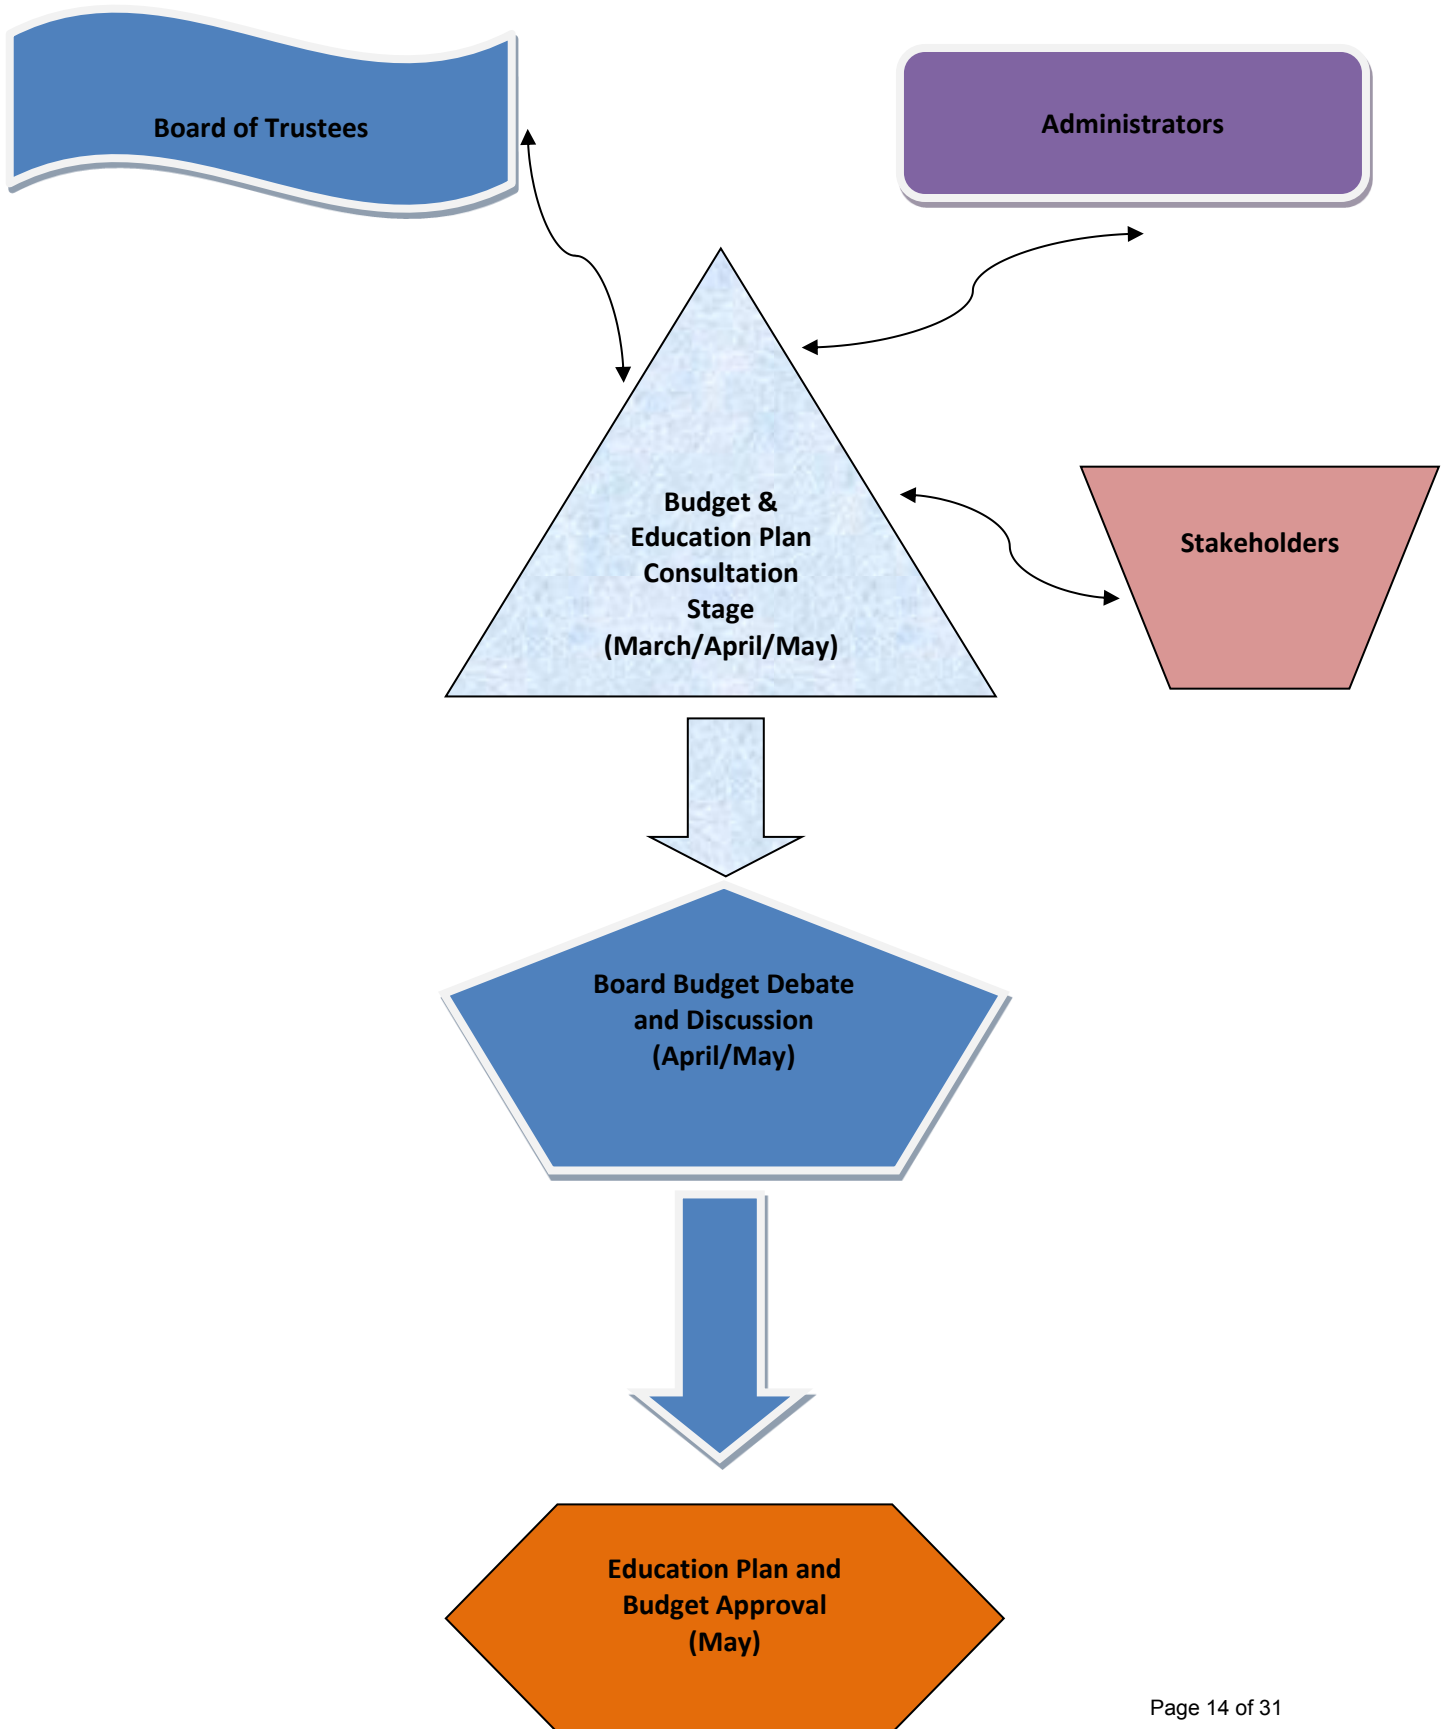 Board of Trustees
Administrators
Budget &
Education Plan
Consultation
Stage
(March/April/May)
Stakeholders
Board Budget Debate
and Discussion
(April/May)
Education Plan and
Budget Approval
(May)
Page 14 of 31